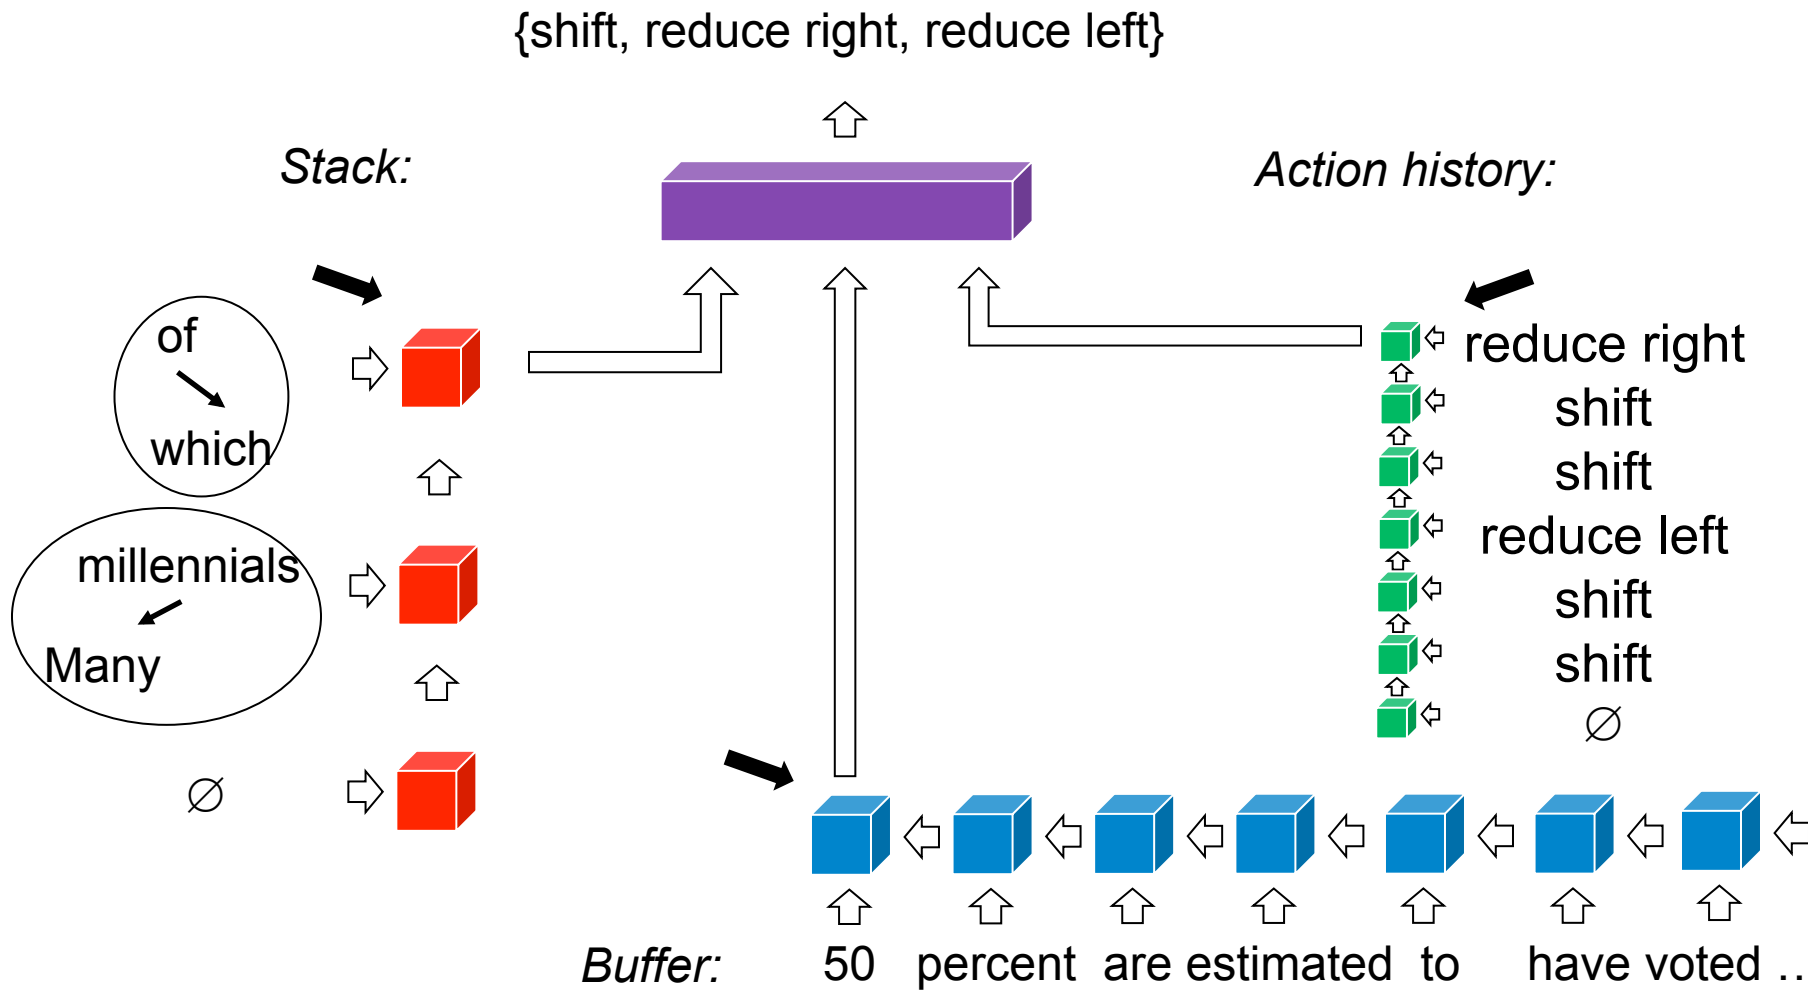 {shift, reduce right, reduce left}
Stack:
Action history:
of
which
millennials
Many
∅
reduce right
shift
shift
reduce left
shift
shift
∅
Buffer: 50 percent are estimated to have voted ...